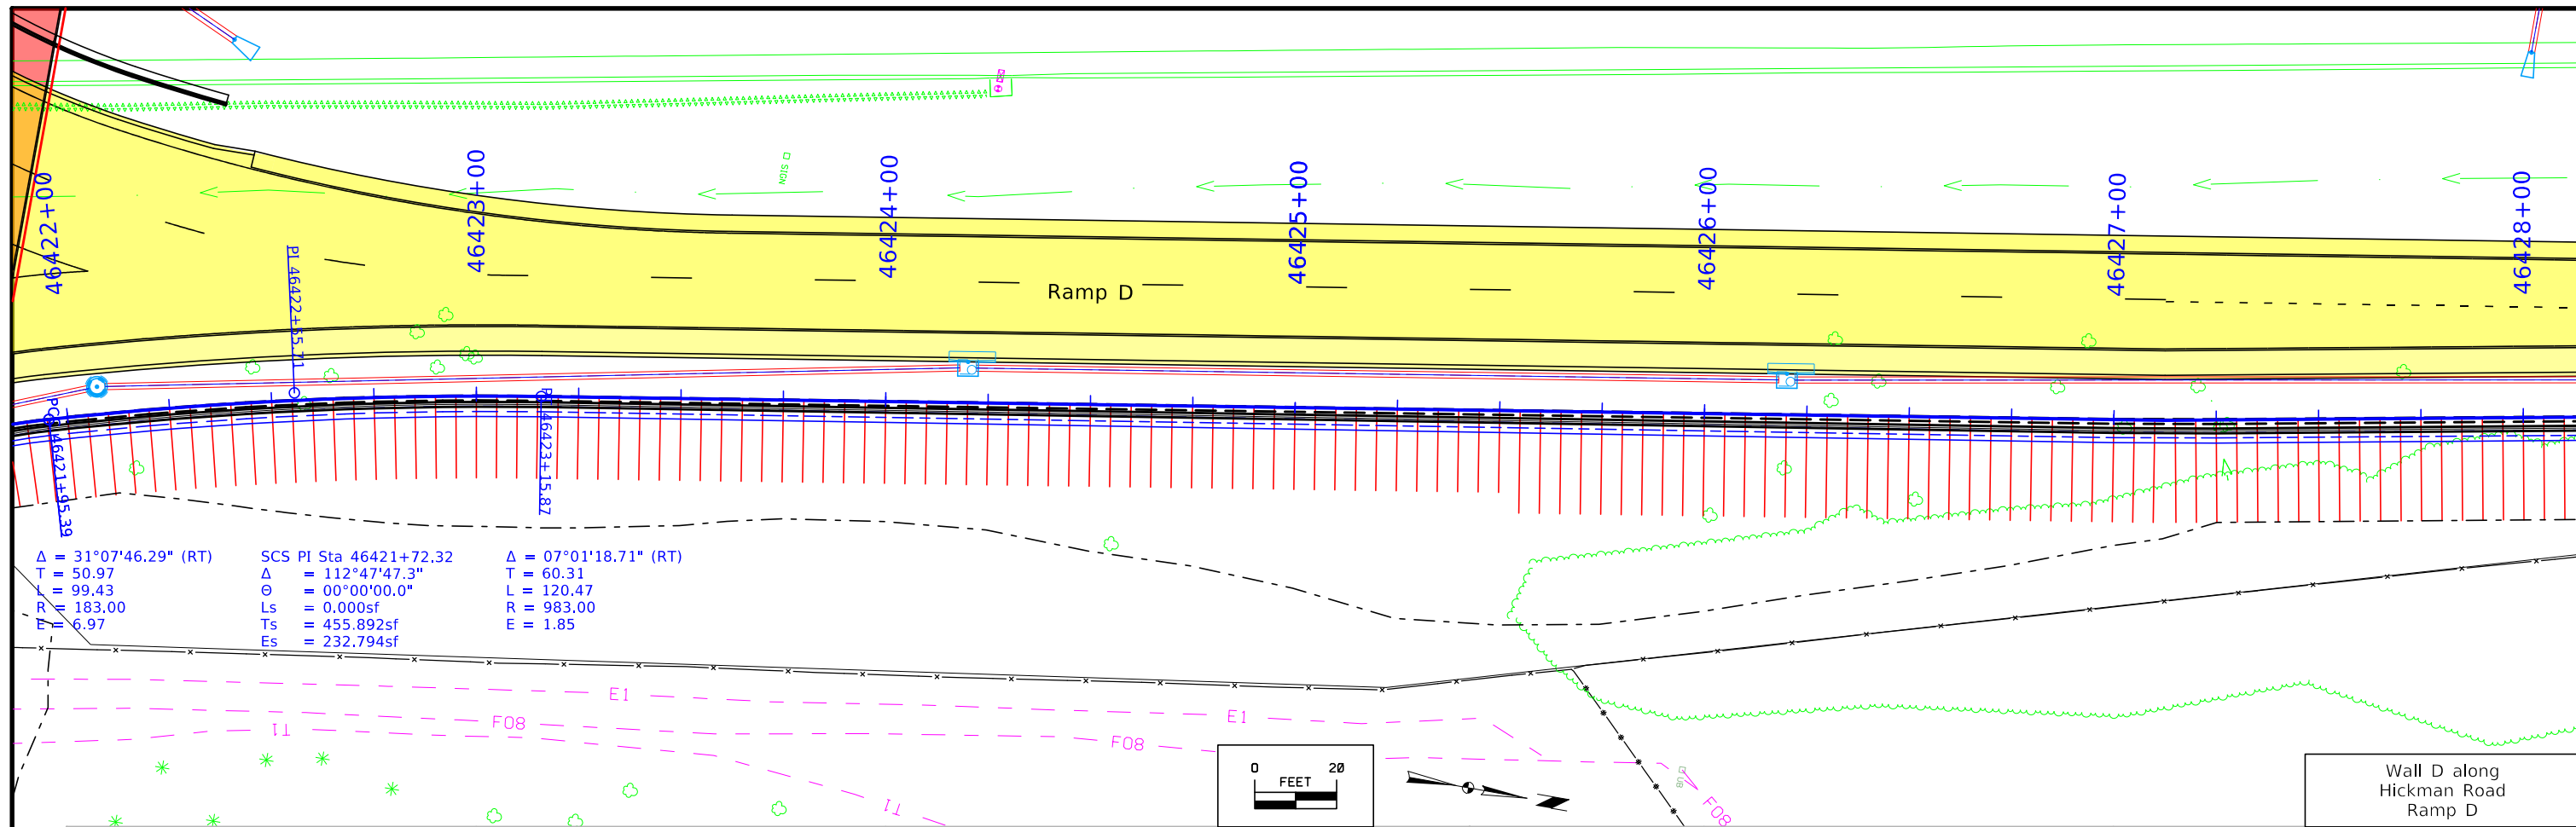 SIGN
46422+00
46423+00
46424+00
46425+00
46426+00
46427+00
46428+00
PI 46422+55.71
Ramp D
PCC 46421+95.39
46423+15.87
Δ = 31°07'46.29" (RT)
T = 50.97
L = 99.43
R = 183.00
E = 6.97
SCS PI Sta 46421+72.32
Δ = 112°47'47.3"
Θ = 00°00'00.0"
Ls = 0.000sf
Ts = 455.892sf
Es = 232.794sf
Δ = 07°01'18.71" (RT)
T = 60.31
L = 120.47
R = 983.00
E = 1.85
E1
E1
F08
F08
T1
T1
F08
0 20
FEET
Wall D along
Hickman Road
Ramp D